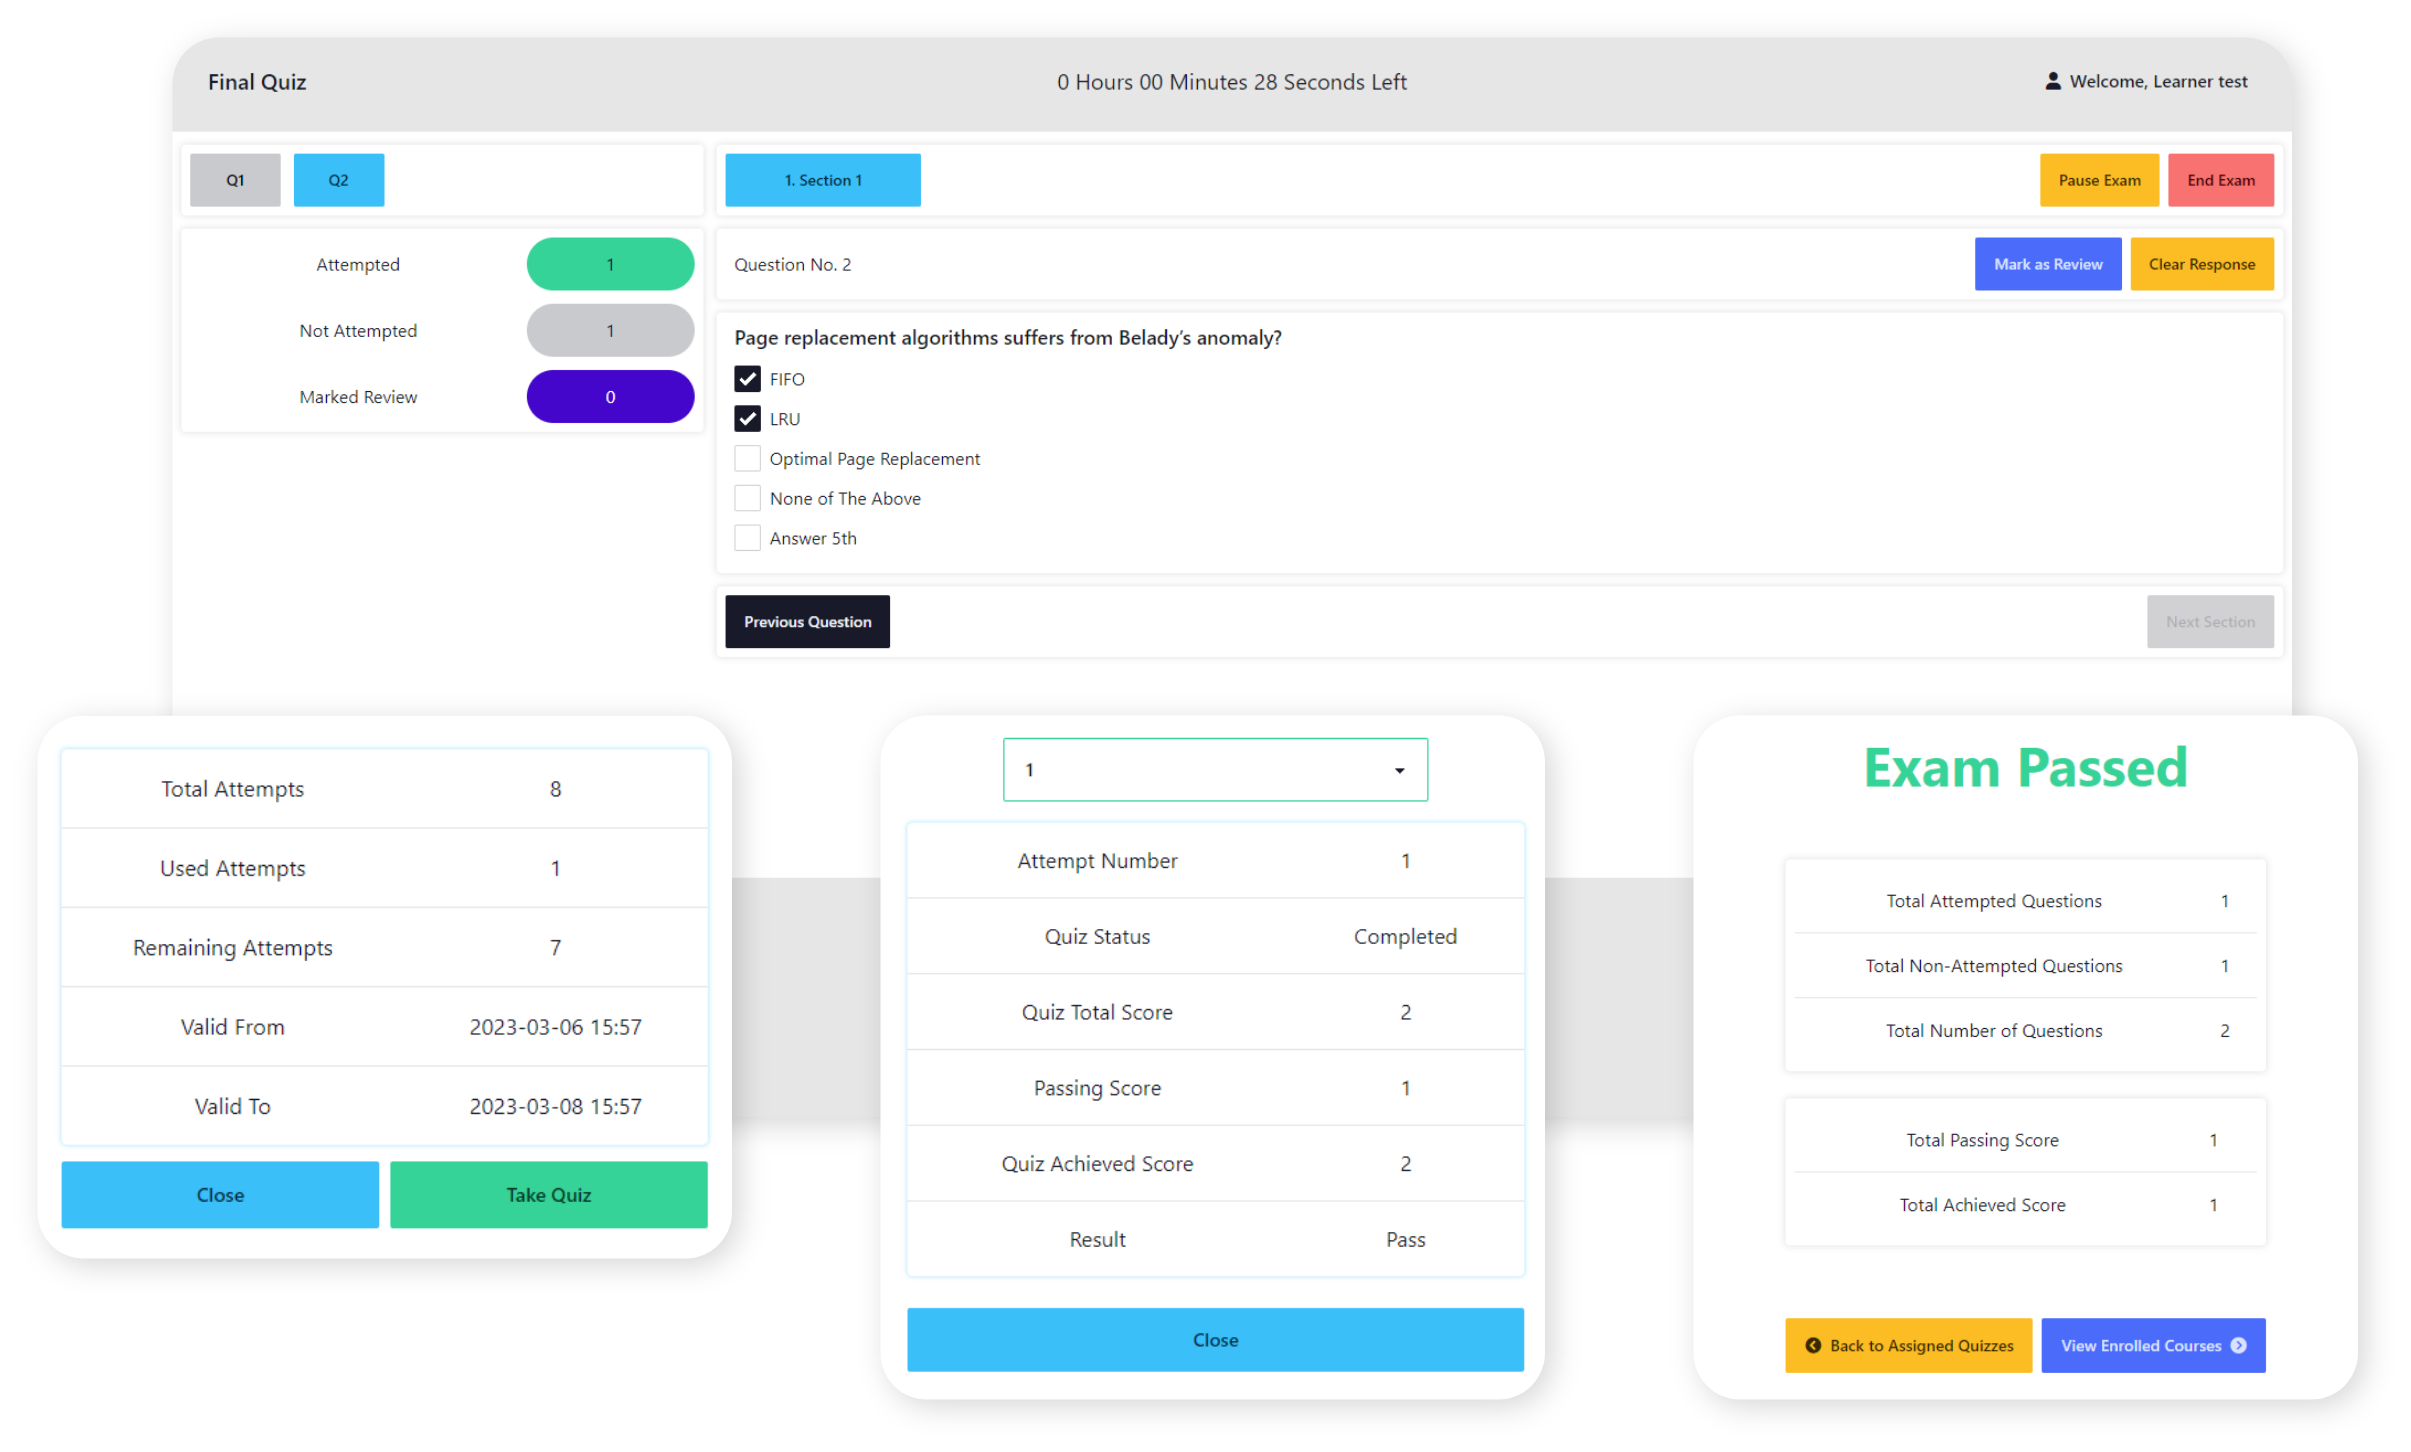 Final Quiz
0 Hours 00 Minutes 28 Seconds Left
Welcome, Learner test
Q1
Q2
1. Section 1
Pause Exam
End Exam
Attempted 1
Not Attempted 1
Marked Review 0
Question No. 2
Mark as Review
Clear Response
Page replacement algorithms suffers from Belady’s anomaly?
FIFO
LRU
Optimal Page Replacement
None of The Above
Answer 5th
Previous Question
Next Section
Total Attempts 8
Used Attempts 1
Remaining Attempts 7
Valid From 2023-03-06 15:57
Valid To 2023-03-08 15:57
Close
Take Quiz
1
Attempt Number 1
Quiz Status Completed
Quiz Total Score 2
Passing Score 1
Quiz Achieved Score 2
Result Pass
Close
Exam Passed
Total Attempted Questions 1
Total Non-Attempted Questions 1
Total Number of Questions 2
Total Passing Score 1
Total Achieved Score 1
Back to Assigned Quizzes
View Enrolled Courses